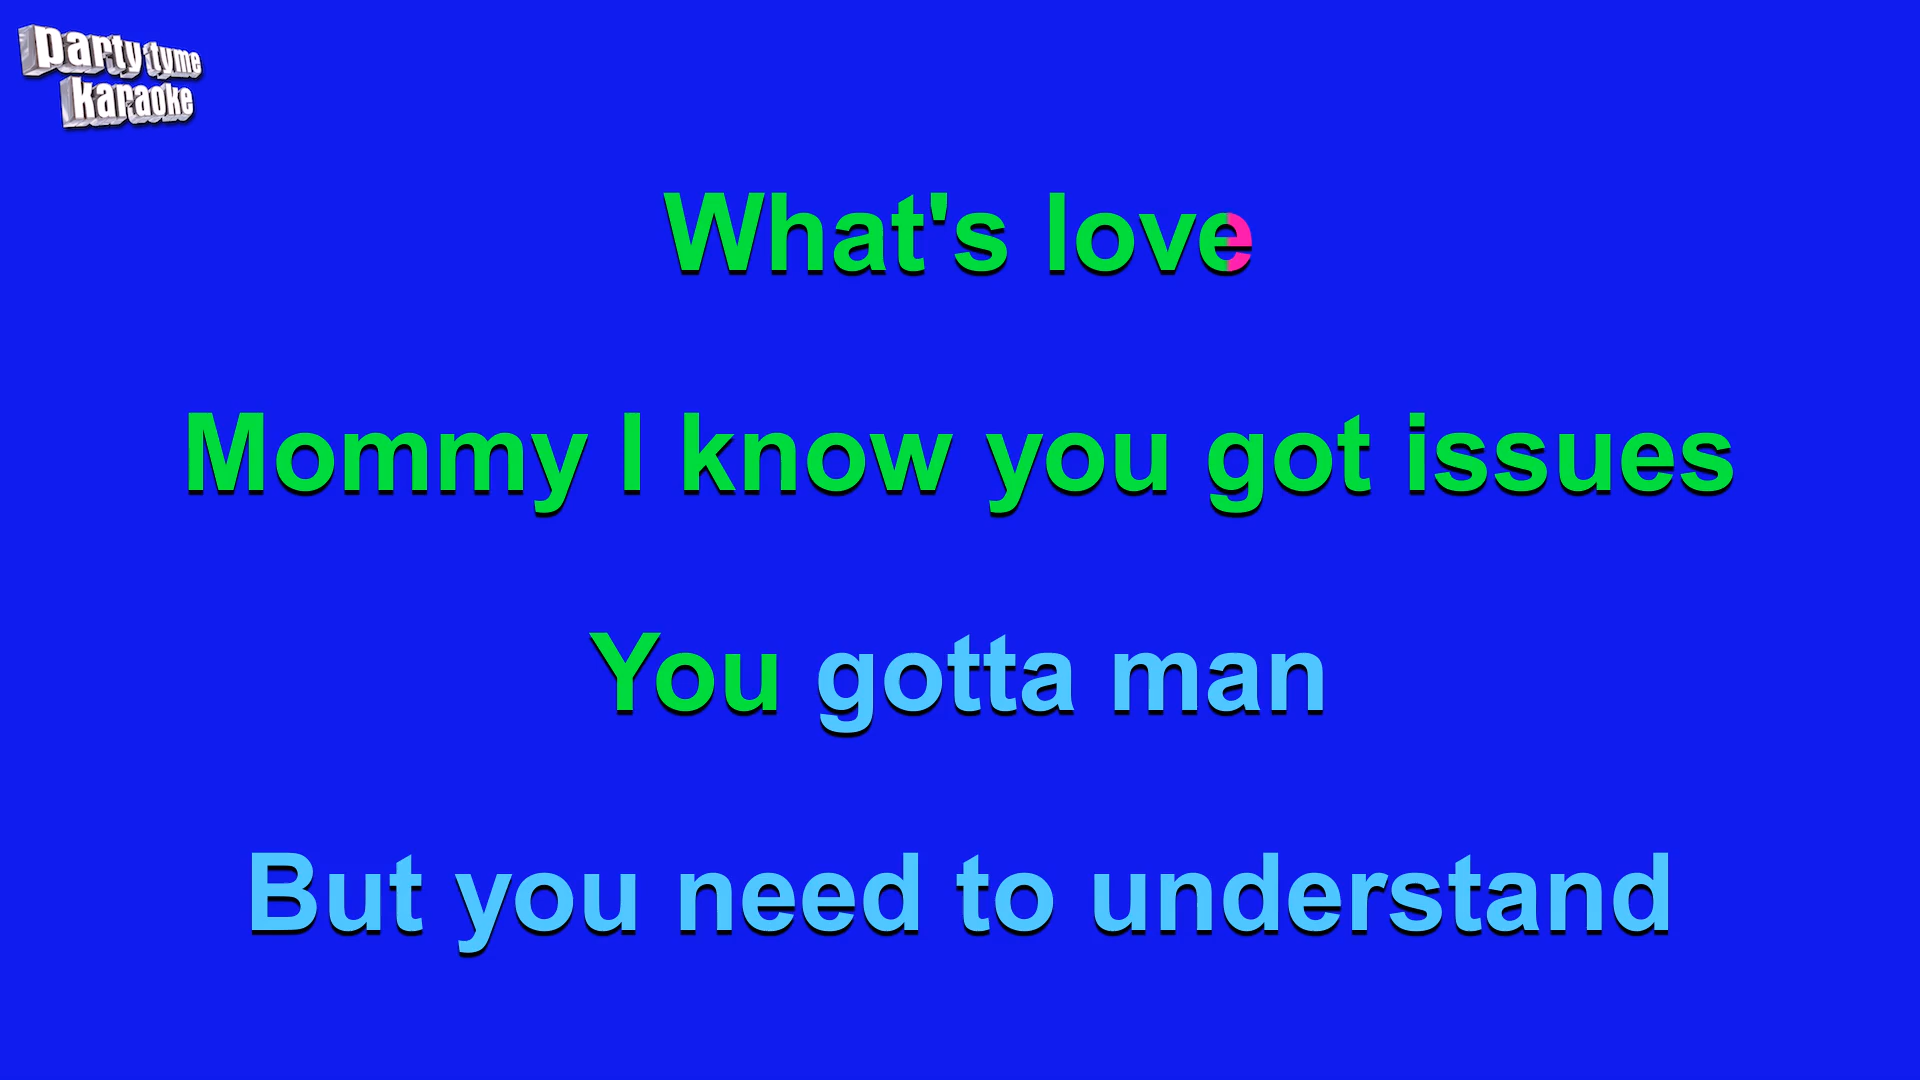 party tyme
karaoke
What's love
Mommy I know you got issues
You gotta man
But you need to understand